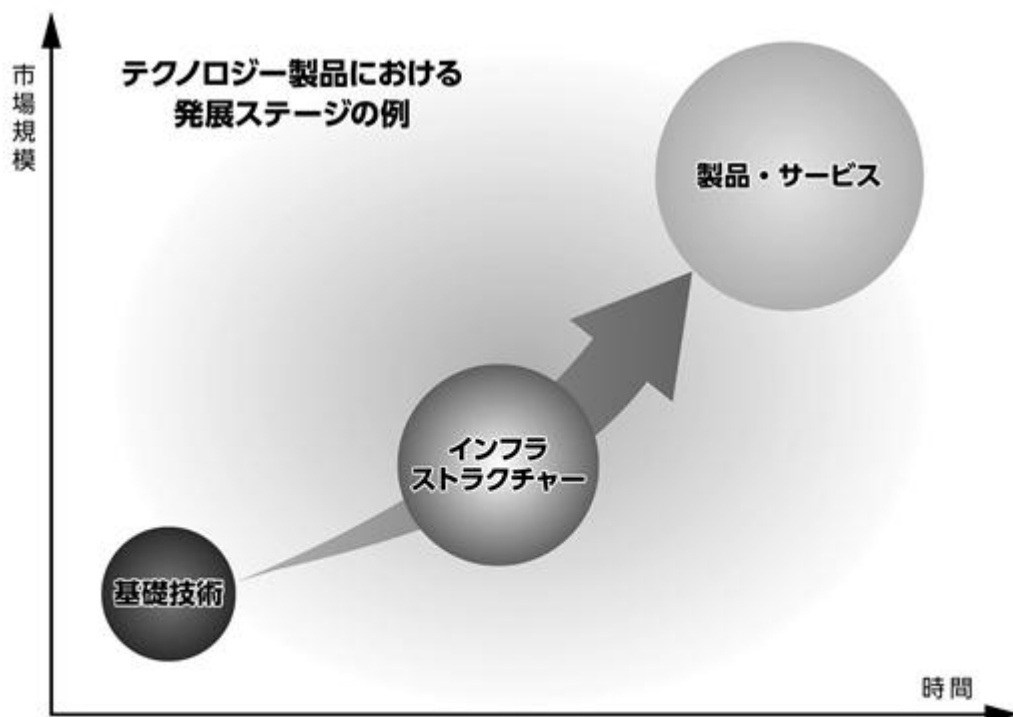 テクノロジー製品における
発展ステージの例
市場規模
製品・サービス
インフラ
ストラクチャー
基礎技術
時間